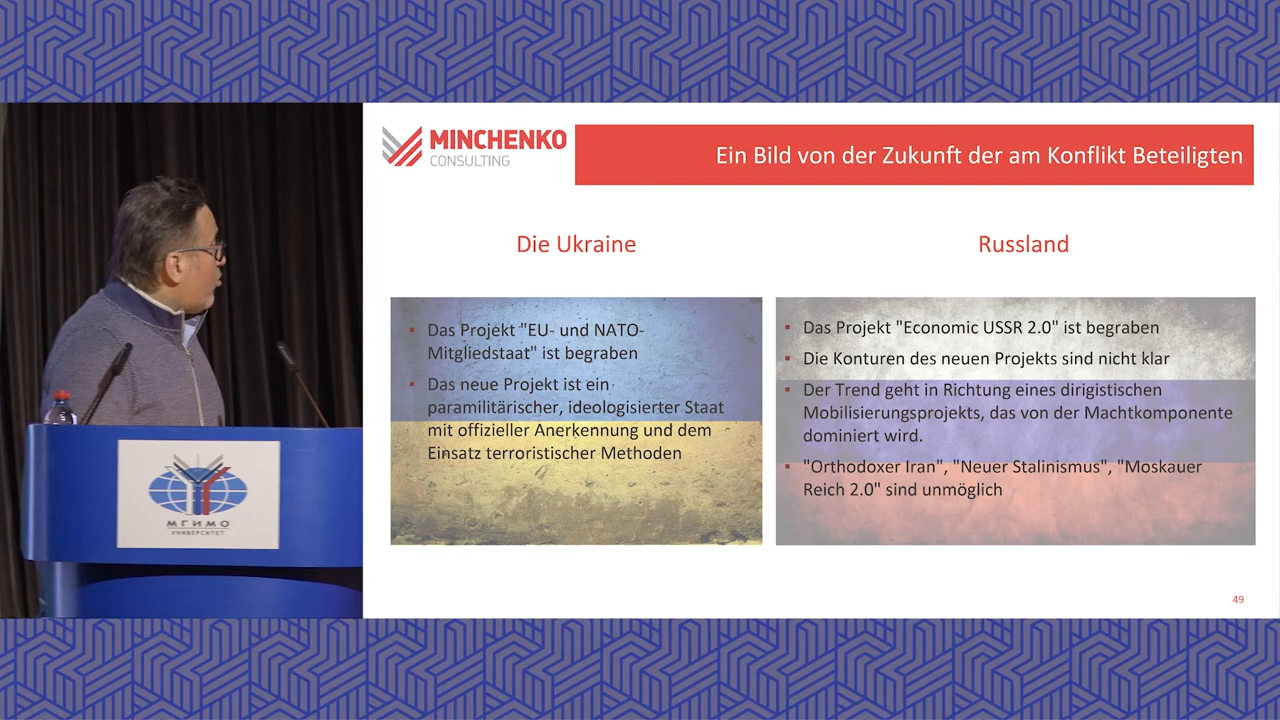 MINCHENKO
CONSULTING
Ein Bild von der Zukunft der am Konflikt Beteiligten
Die Ukraine
Das Projekt "EU- und NATO-
Mitgliedstaat" ist begraben
Das neue Projekt ist ein
paramilitärischer, ideologisierter Staat
mit offizieller Anerkennung und dem
Einsatz terroristischer Methoden
Russland
Das Projekt "Economic USSR 2.0" ist begraben
Die Konturen des neuen Projekts sind nicht klar
Der Trend geht in Richtung eines dirigistischen
Mobilisierungsprojekts, das von der Machtkomponente
dominiert wird.
"Orthodoxer Iran", "Neuer Stalinismus", "Moskauer
Reich 2.0" sind unmöglich
49
МГИМО
УНИВЕРСИТЕТ